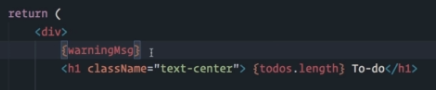 return (
<div>
{warningMsg}
<h1 className="text-center"> {todos.length} To-do</h1>